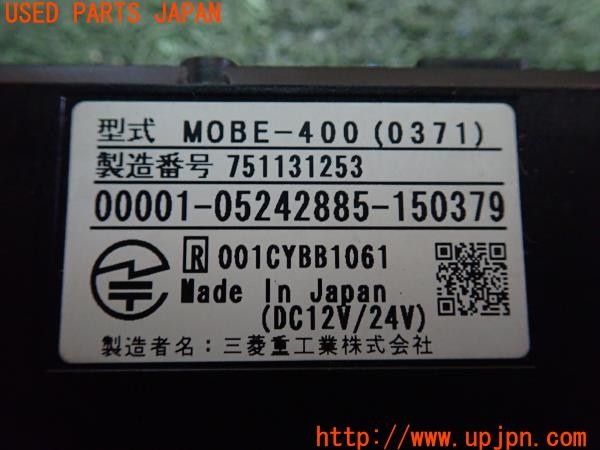 USED PARTS JAPAN
型式 MOBE-400(0371)
製造番号 751131253
00001-05242885-150379
R 001CYBB1061
Made In Japan
(DC12V/24V)
製造者名：三菱重工業株式会社
http://www.upjpn.com/